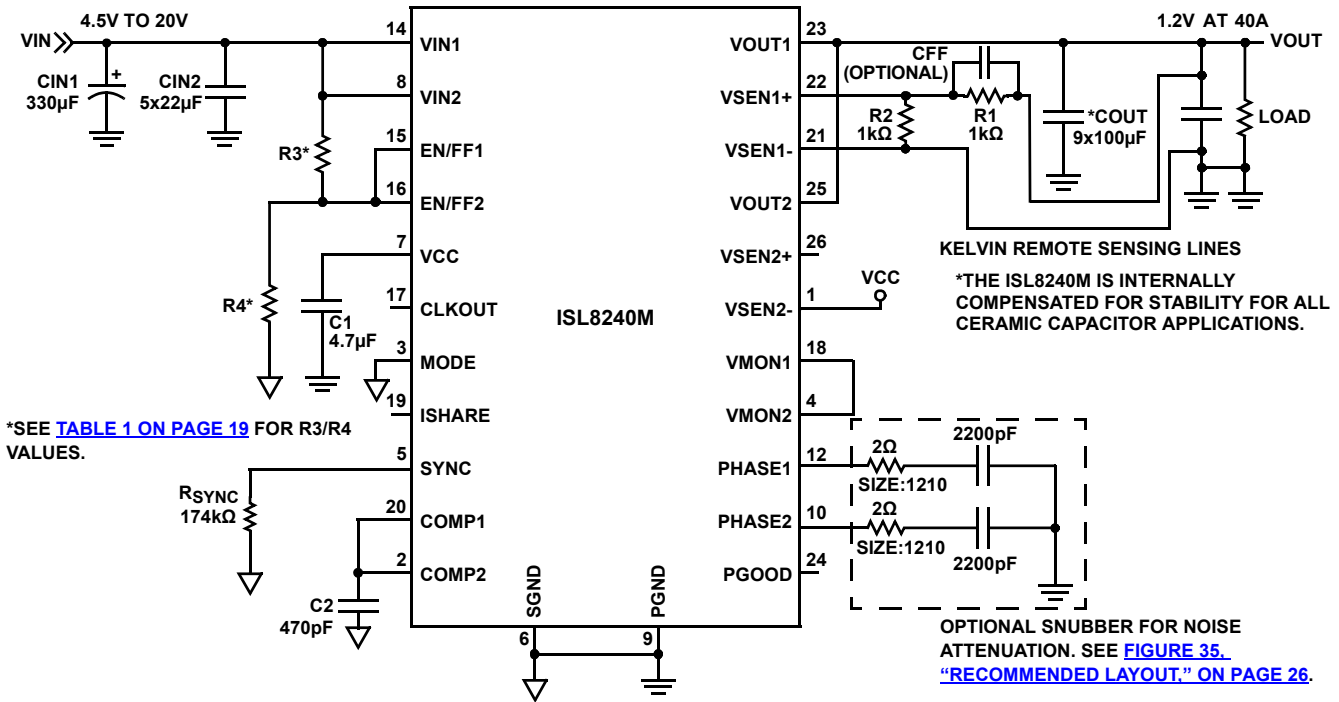 4.5V TO 20V
VIN
CIN1
330µF
+
CIN2
5x22µF
R3*
R4*
C1
4.7µF
*SEE TABLE 1 ON PAGE 19 FOR R3/R4
VALUES.
RSYNC
174kΩ
C2
470pF
14
VIN1
8
VIN2
15
EN/FF1
16
EN/FF2
7
VCC
17
CLKOUT
3
MODE
19
ISHARE
5
SYNC
20
COMP1
2
COMP2
ISL8240M
SGND
6
PGND
9
VOUT1
23
VSEN1+
22
VSEN1-
21
VOUT2
25
VSEN2+
26
VSEN2-
1
VMON1
18
VMON2
4
PHASE1
12
PHASE2
10
PGOOD
24
1.2V AT 40A
VOUT
CFF
(OPTIONAL)
R2
1kΩ
R1
1kΩ
*COUT
9x100µF
LOAD
KELVIN REMOTE SENSING LINES
VCC
*THE ISL8240M IS INTERNALLY
COMPENSATED FOR STABILITY FOR ALL
CERAMIC CAPACITOR APPLICATIONS.
2Ω
SIZE:1210
2200pF
2Ω
SIZE:1210
2200pF
OPTIONAL SNUBBER FOR NOISE
ATTENUATION. SEE FIGURE 35,
“RECOMMENDED LAYOUT,” ON PAGE 26.